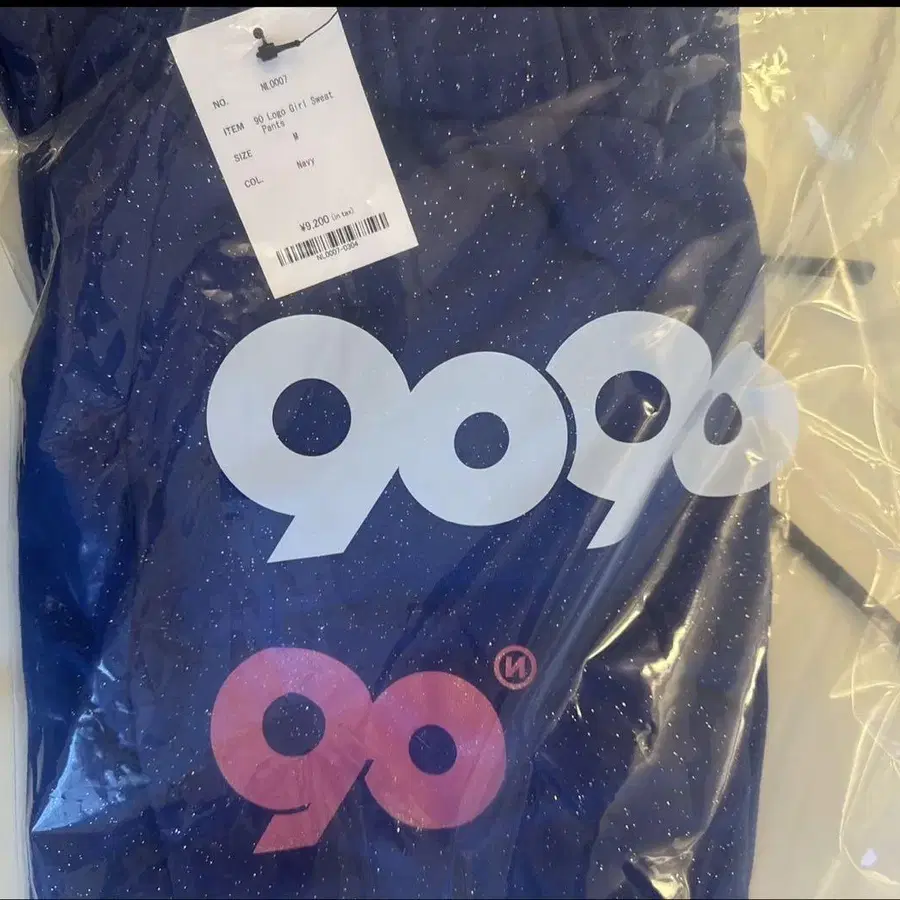 NO. NL0007
ITEM 90 Logo Girl Sweat
Pants
SIZE M
COL. Navy
¥9,200 (in tax)
NL0007-0304
9090
90 И